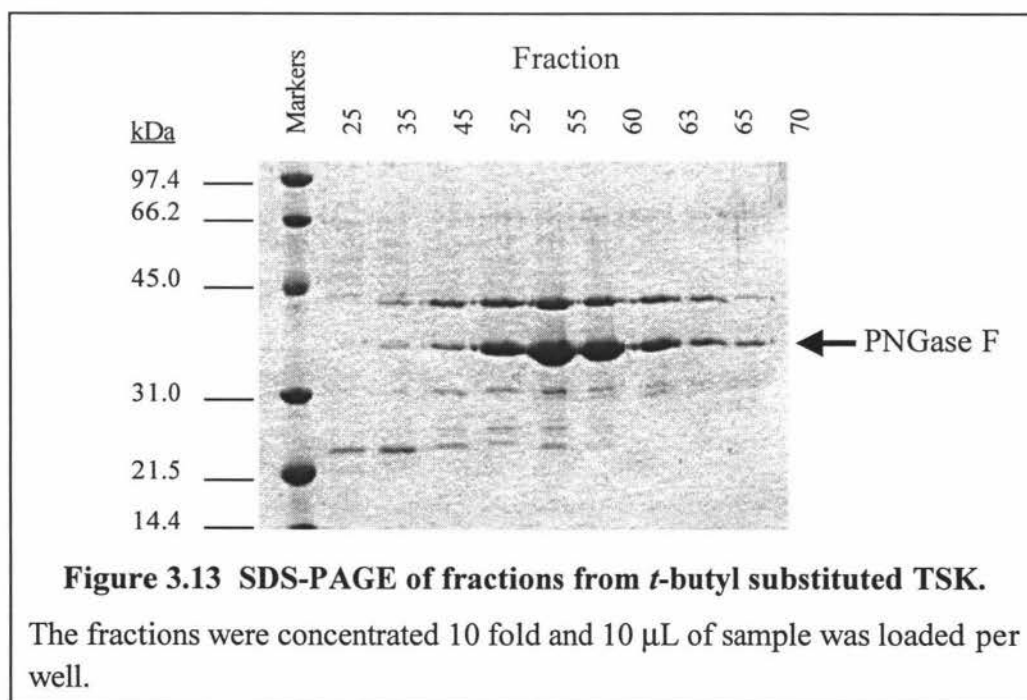 Fraction
Markers 25 35 45 52 55 60 63 65 70
kDa
97.4
66.2
45.0
PNGase F
31.0
21.5
14.4
Figure 3.13 SDS-PAGE of fractions from t-butyl substituted TSK.
The fractions were concentrated 10 fold and 10 μL of sample was loaded per
well.